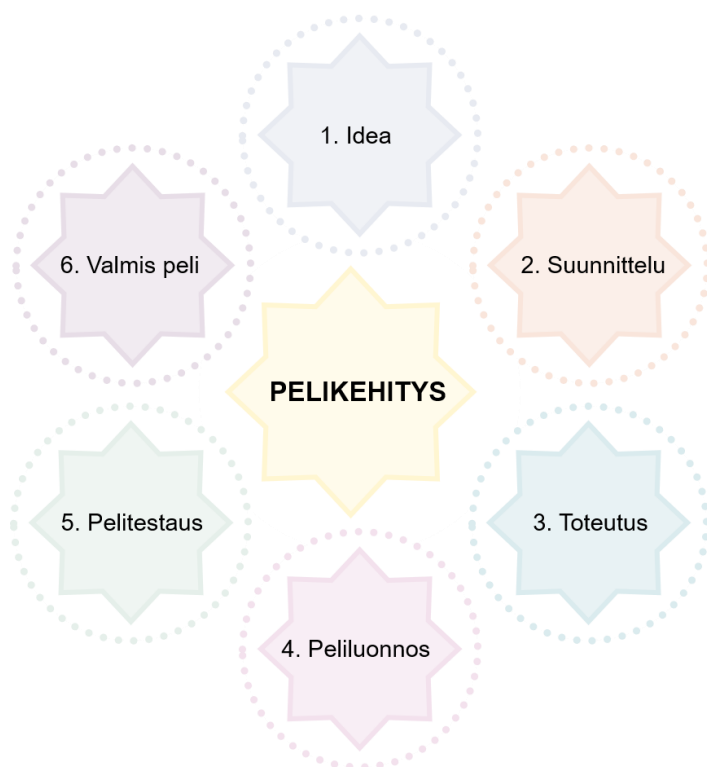 1. Idea
2. Suunnittelu
3. Toteutus
4. Peliluonnos
5. Pelitestaus
6. Valmis peli
PELIKEHITYS